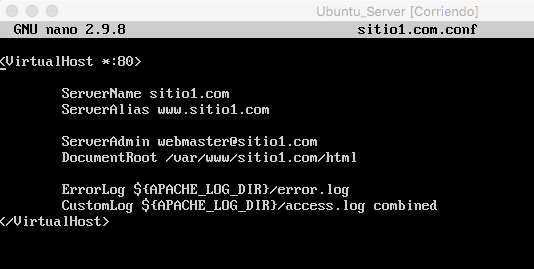 Ubuntu_Server [Corriendo]
GNU nano 2.9.8 sitio1.com.conf
<VirtualHost *:80>
ServerName sitio1.com
ServerAlias www.sitio1.com
ServerAdmin webmaster@sitio1.com
DocumentRoot /var/www/sitio1.com/html
ErrorLog ${APACHE_LOG_DIR}/error.log
CustomLog ${APACHE_LOG_DIR}/access.log combined
</VirtualHost>